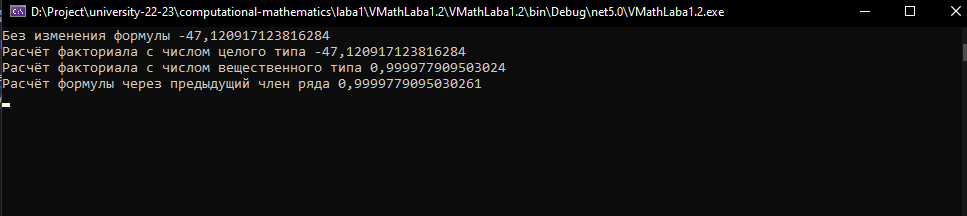 D:\Project\university-22-23\computational-mathematics\laba1\VMathLaba1.2\VMathLaba1.2\bin\Debug\net5.0\VMathLaba1.2.exe
Без изменения формулы -47,120917123816284
Расчёт факториала с числом целого типа -47,120917123816284
Расчёт факториала с числом вещественного типа 0,999977909503024
Расчёт формулы через предыдущий член ряда 0,9999779095030261